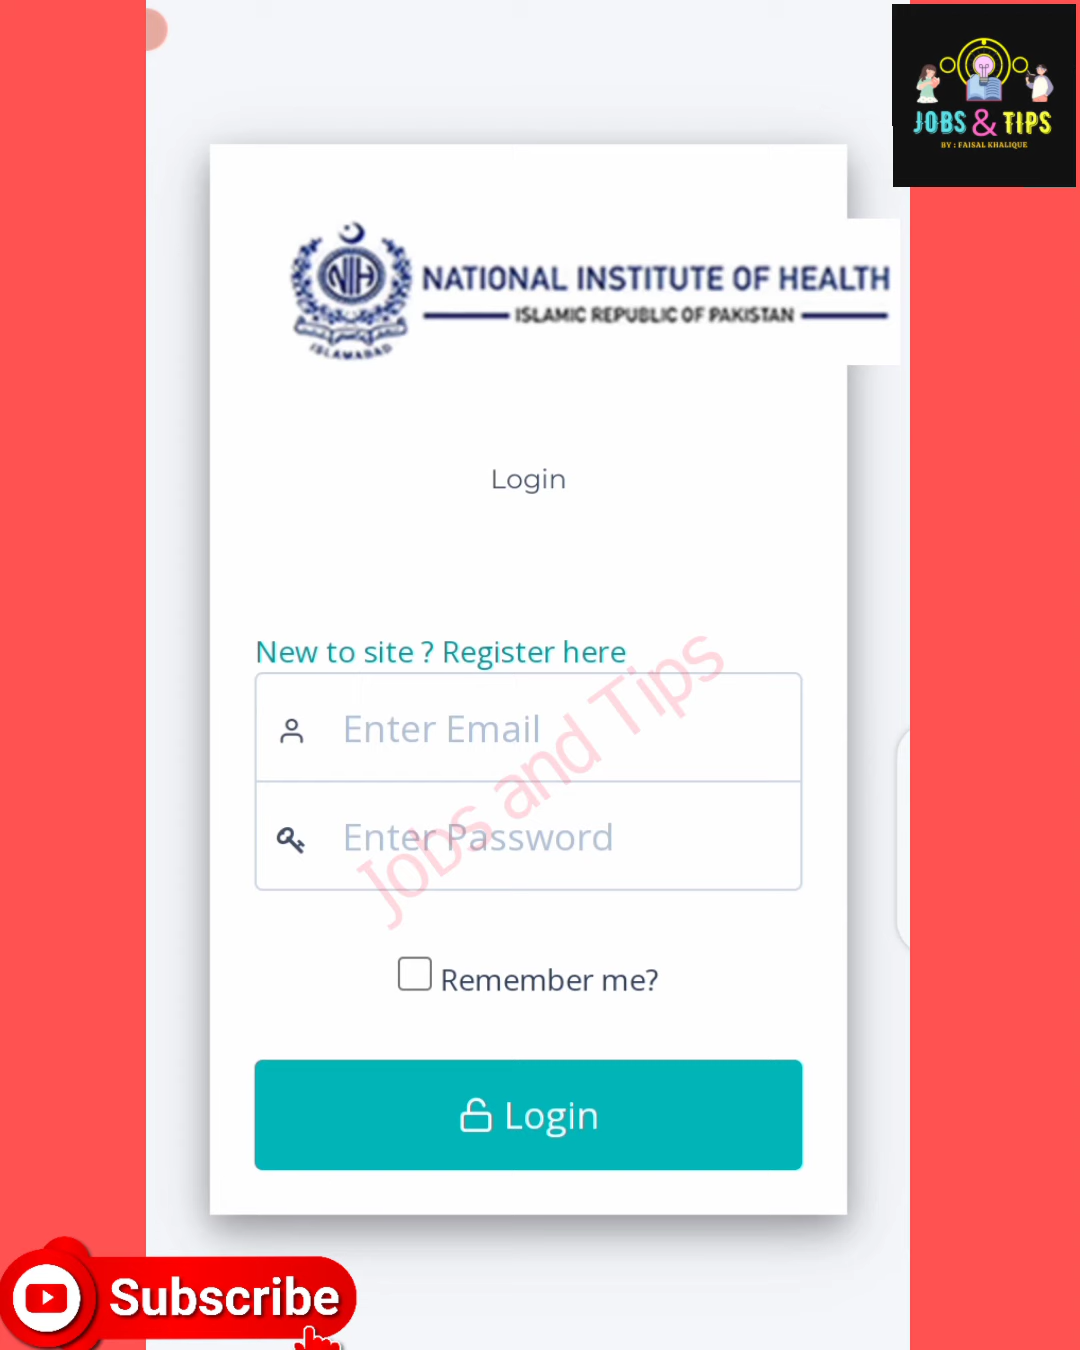 JOBS & TIPS
BY : FAISAL KHALIQUE
NIH
ISLAMABAD
NATIONAL INSTITUTE OF HEALTH
ISLAMIC REPUBLIC OF PAKISTAN
Login
New to site ? Register here
Enter Email
Enter Password
Jobs and Tips
Remember me?
Login
Subscribe